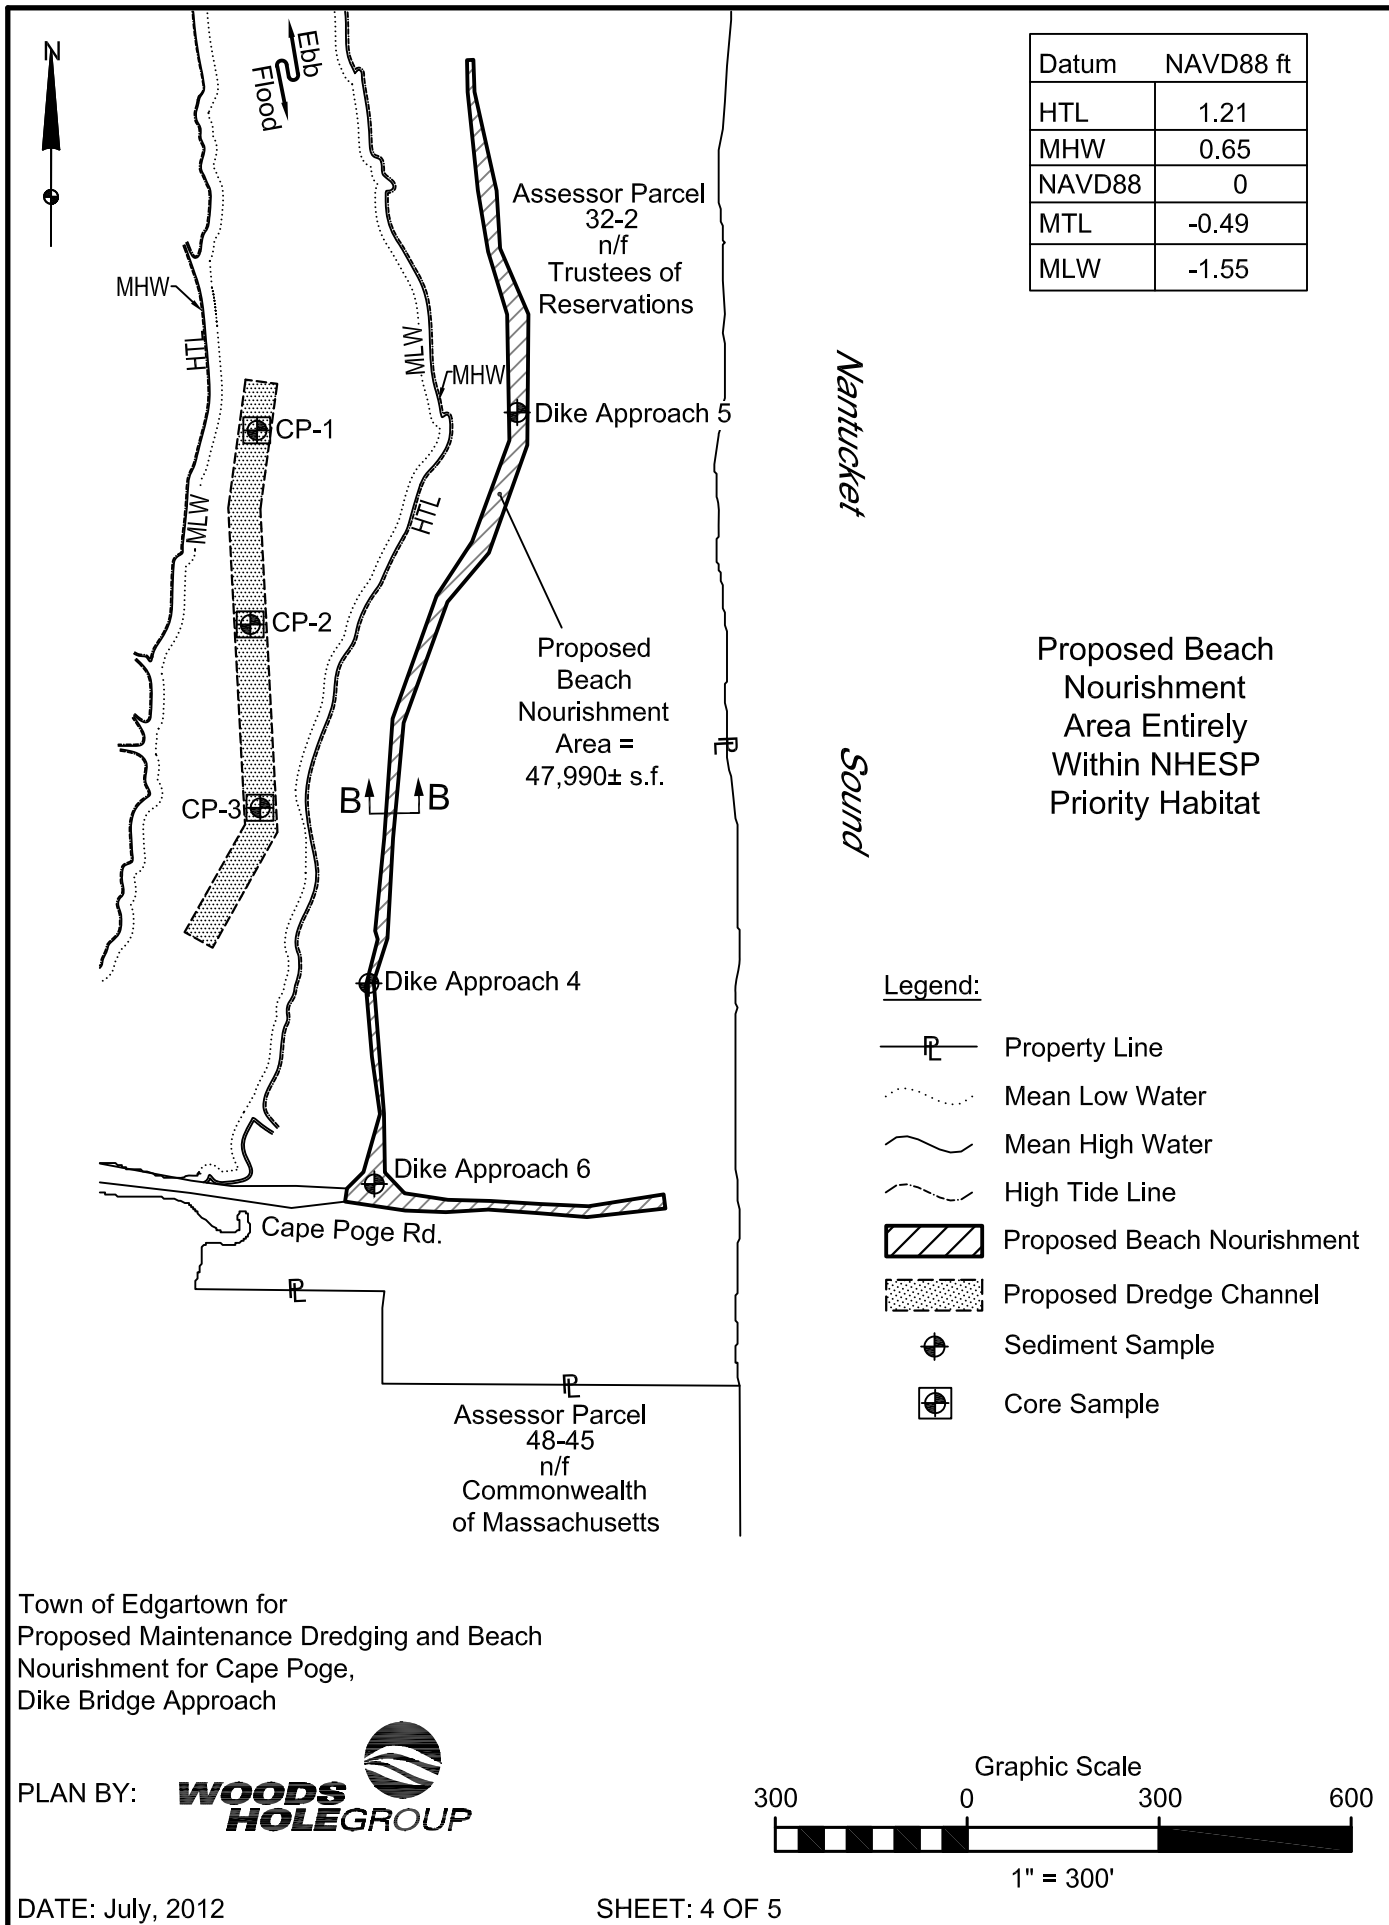 N
Ebb
Flood
Datum NAVD88 ft
HTL 1.21
MHW 0.65
NAVD88 0
MTL -0.49
MLW -1.55
Assessor Parcel
32-2
n/f
Trustees of
Reservations
MHW
HTL
MLW
MHW
Nantucket
Sound
CP-1
Dike Approach 5
MLW
HTL
CP-2
Proposed
Beach
Nourishment
Area =
47,990± s.f.
PL
Proposed Beach
Nourishment
Area Entirely
Within NHESP
Priority Habitat
CP-3
B B
Dike Approach 4
Dike Approach 6
Cape Poge Rd.
PL
PL
Assessor Parcel
48-45
n/f
Commonwealth
of Massachusetts
Legend:
PL Property Line
Mean Low Water
Mean High Water
High Tide Line
Proposed Beach Nourishment
Proposed Dredge Channel
Sediment Sample
Core Sample
Town of Edgartown for
Proposed Maintenance Dredging and Beach
Nourishment for Cape Poge,
Dike Bridge Approach
PLAN BY:
WOODS
HOLEGROUP
Graphic Scale
300 0 300 600
1" = 300'
DATE: July, 2012
SHEET: 4 OF 5